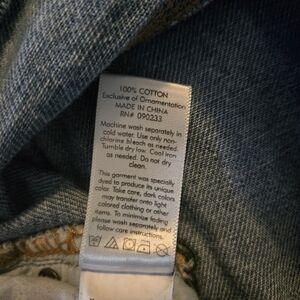 100% COTTON
Exclusive of Ornamentation
MADE IN CHINA
RN# 090233
Machine wash separately in
cold water. Use only non-
chlorine bleach as needed.
Tumble dry low. Cool iron
as needed. Do not dry
clean.
This garment was specially
dyed to produce its unique
color. Take care, dark colors
may transfer onto light
colored clothing or other
items. To minimize fading
please wash separately and
follow care instructions.